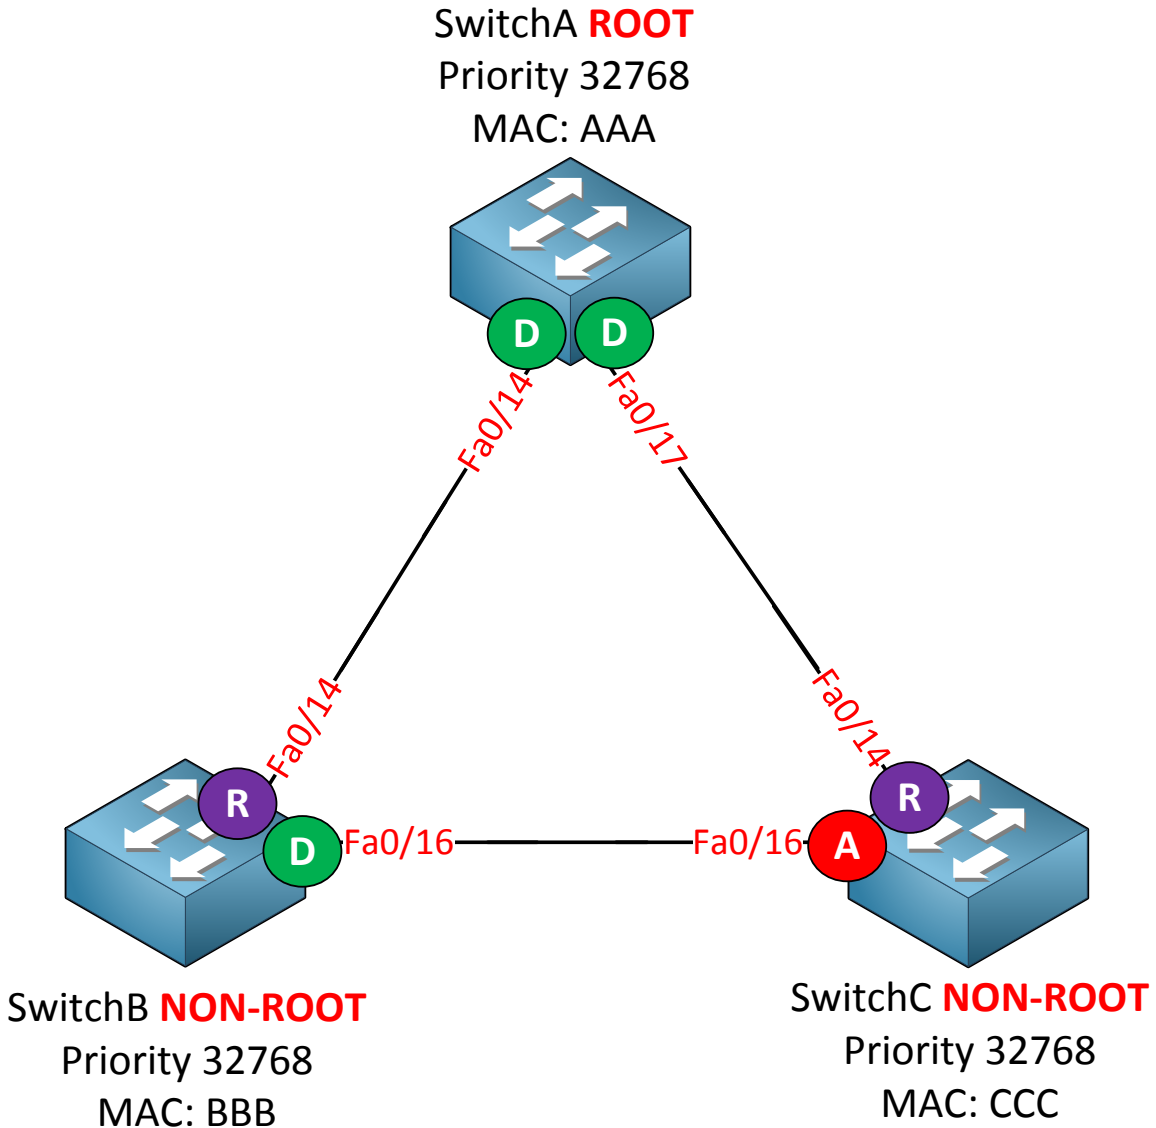 SwitchA ROOT
Priority 32768
MAC: AAA
D
D
Fa0/14
Fa0/17
Fa0/14
Fa0/14
R
R
D
Fa0/16
Fa0/16
A
SwitchB NON-ROOT
Priority 32768
MAC: BBB
SwitchC NON-ROOT
Priority 32768
MAC: CCC